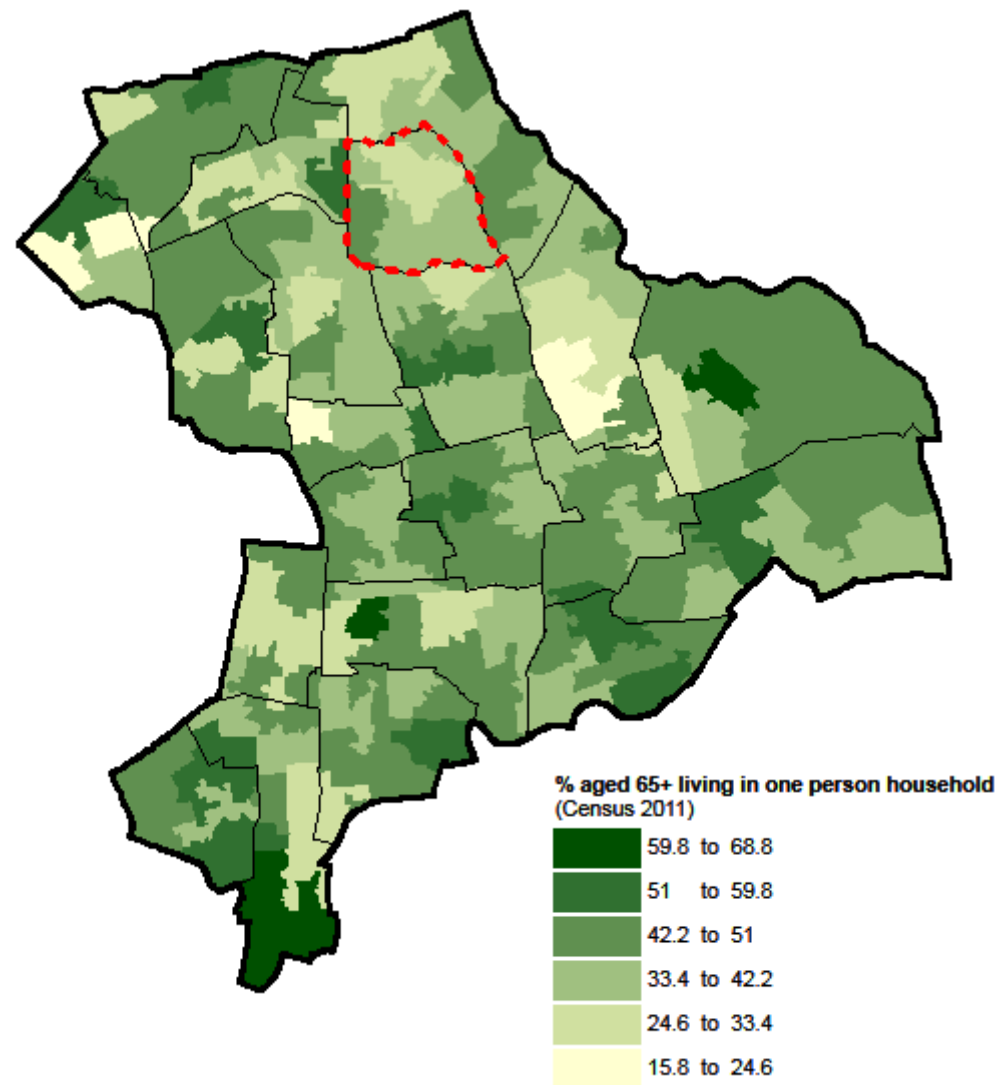 % aged 65+ living in one person household
(Census 2011)
59.8 to 68.8
51 to 59.8
42.2 to 51
33.4 to 42.2
24.6 to 33.4
15.8 to 24.6